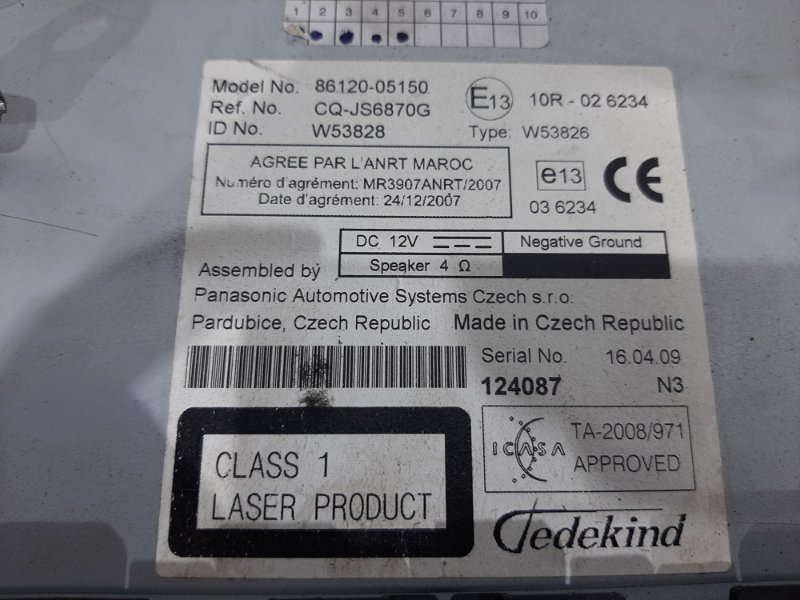 1 2 3 4 5 6 7 8 9 10
Model No. 86120-05150
Ref. No. CQ-JS6870G
ID No. W53828
E13 10R - 02 6234
Type: W53826
AGREE PAR L'ANRT MAROC
Numéro d'agrément: MR3907ANRT/2007
Date d'agrément: 24/12/2007
e13 CE
03 6234
DC 12V Negative Ground
Speaker 4 Ω
Assembled by
Panasonic Automotive Systems Czech s.r.o.
Pardubice, Czech Republic Made in Czech Republic
Serial No. 16.04.09
124087 N3
CLASS 1
LASER PRODUCT
ICASA TA-2008/971
APPROVED
Tedekind